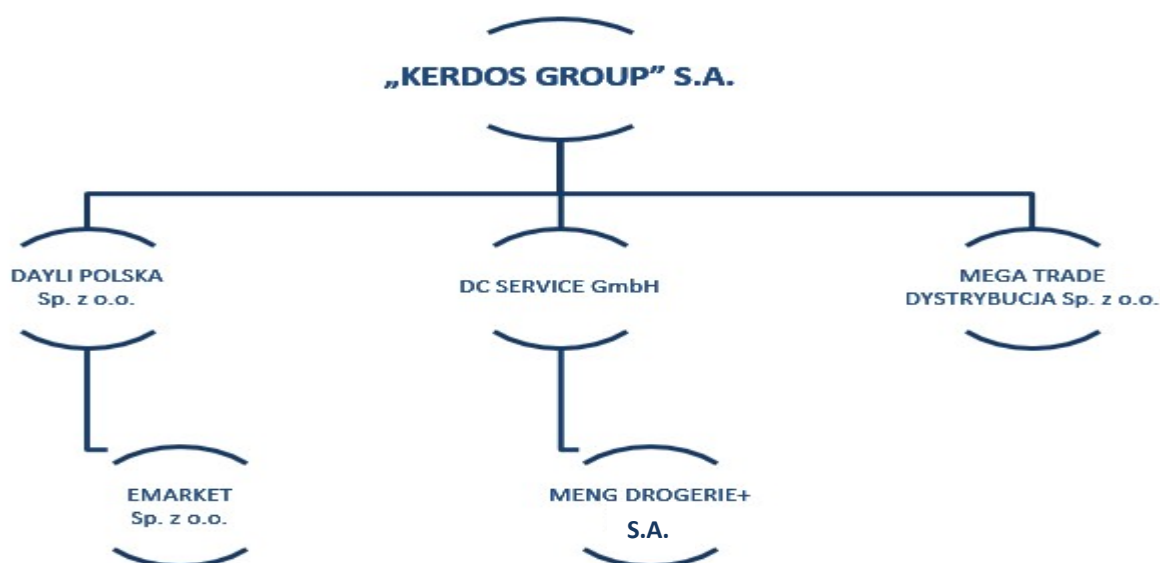 „KERDOS GROUP” S.A.
DAYLI POLSKA
Sp. z o.o.
DC SERVICE GmbH
MEGA TRADE
DYSTRYBUCJA Sp. z o.o.
EMARKET
Sp. z o.o.
MENG DROGERIE+
S.A.